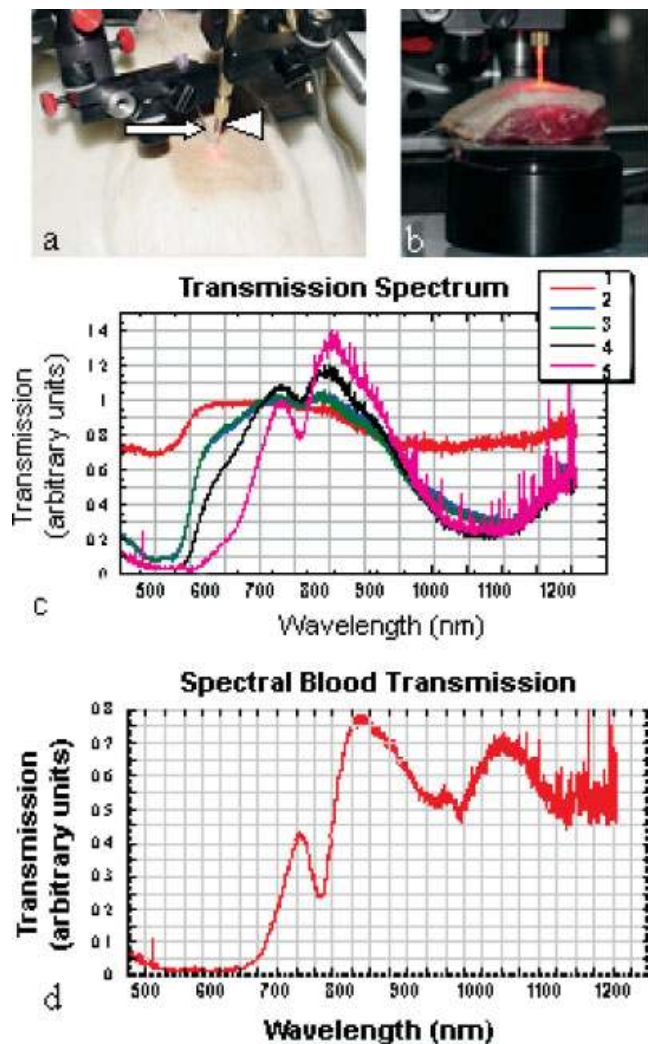 a
b
Transmission Spectrum
1
2
3
4
5
Transmission
(arbitrary units)
1 4
1 2
1
0 8
0 6
0 4
0 2
0
500 600 700 800 900 1000 1100 1200
c
Wavelength (nm)
Spectral Blood Transmission
Transmission
(arbitrary units)
0 8
0 7
0 6
0 5
0 4
0 3
0 2
0 1
0
500 600 700 800 900 1000 1100 1200
d
Wavelength (nm)